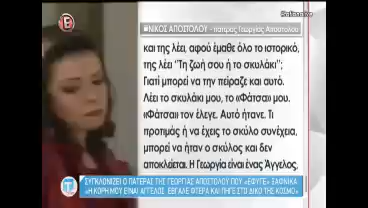 E
ΝΙΚΟΣ ΑΠΟΣΤΟΛΟΥ - πατέρας Γεωργίας Αποστόλου
και της λέει, αφού έμαθε όλο το ιστορικό,
της λέει "Τη ζωή σου ή το σκυλάκι";
Γιατί μπορεί να την πείραζε και αυτό.
Λέει το σκυλάκι μου, το «Φάτσα» μου.
«Φάτσα» τον έλεγε. Αυτό ήτανε. Τι
προτιμάς ή να έχεις το σκύλο συνέχεια,
μπορεί να ήταν ο σκύλος και δεν
αποκλείεται. Η Γεωργία είναι ένας Άγγελος,
ΣΥΓΚΛΟΝΙΖΕΙ Ο ΠΑΤΕΡΑΣ ΤΗΣ ΓΕΩΡΓΙΑΣ ΑΠΟΣΤΟΛΟΥ ΠΟΥ «ΕΦΥΓΕ» ΞΑΦΝΙΚΑ
«Η ΚΟΡΗ ΜΟΥ ΕΙΝΑΙ ΑΓΓΕΛΟΣ. ΕΒΓΑΛΕ ΦΤΕΡΑ ΚΑΙ ΠΗΓΕ ΣΤΟ ΔΙΚΟ ΤΗΣ ΚΟΣΜΟ»